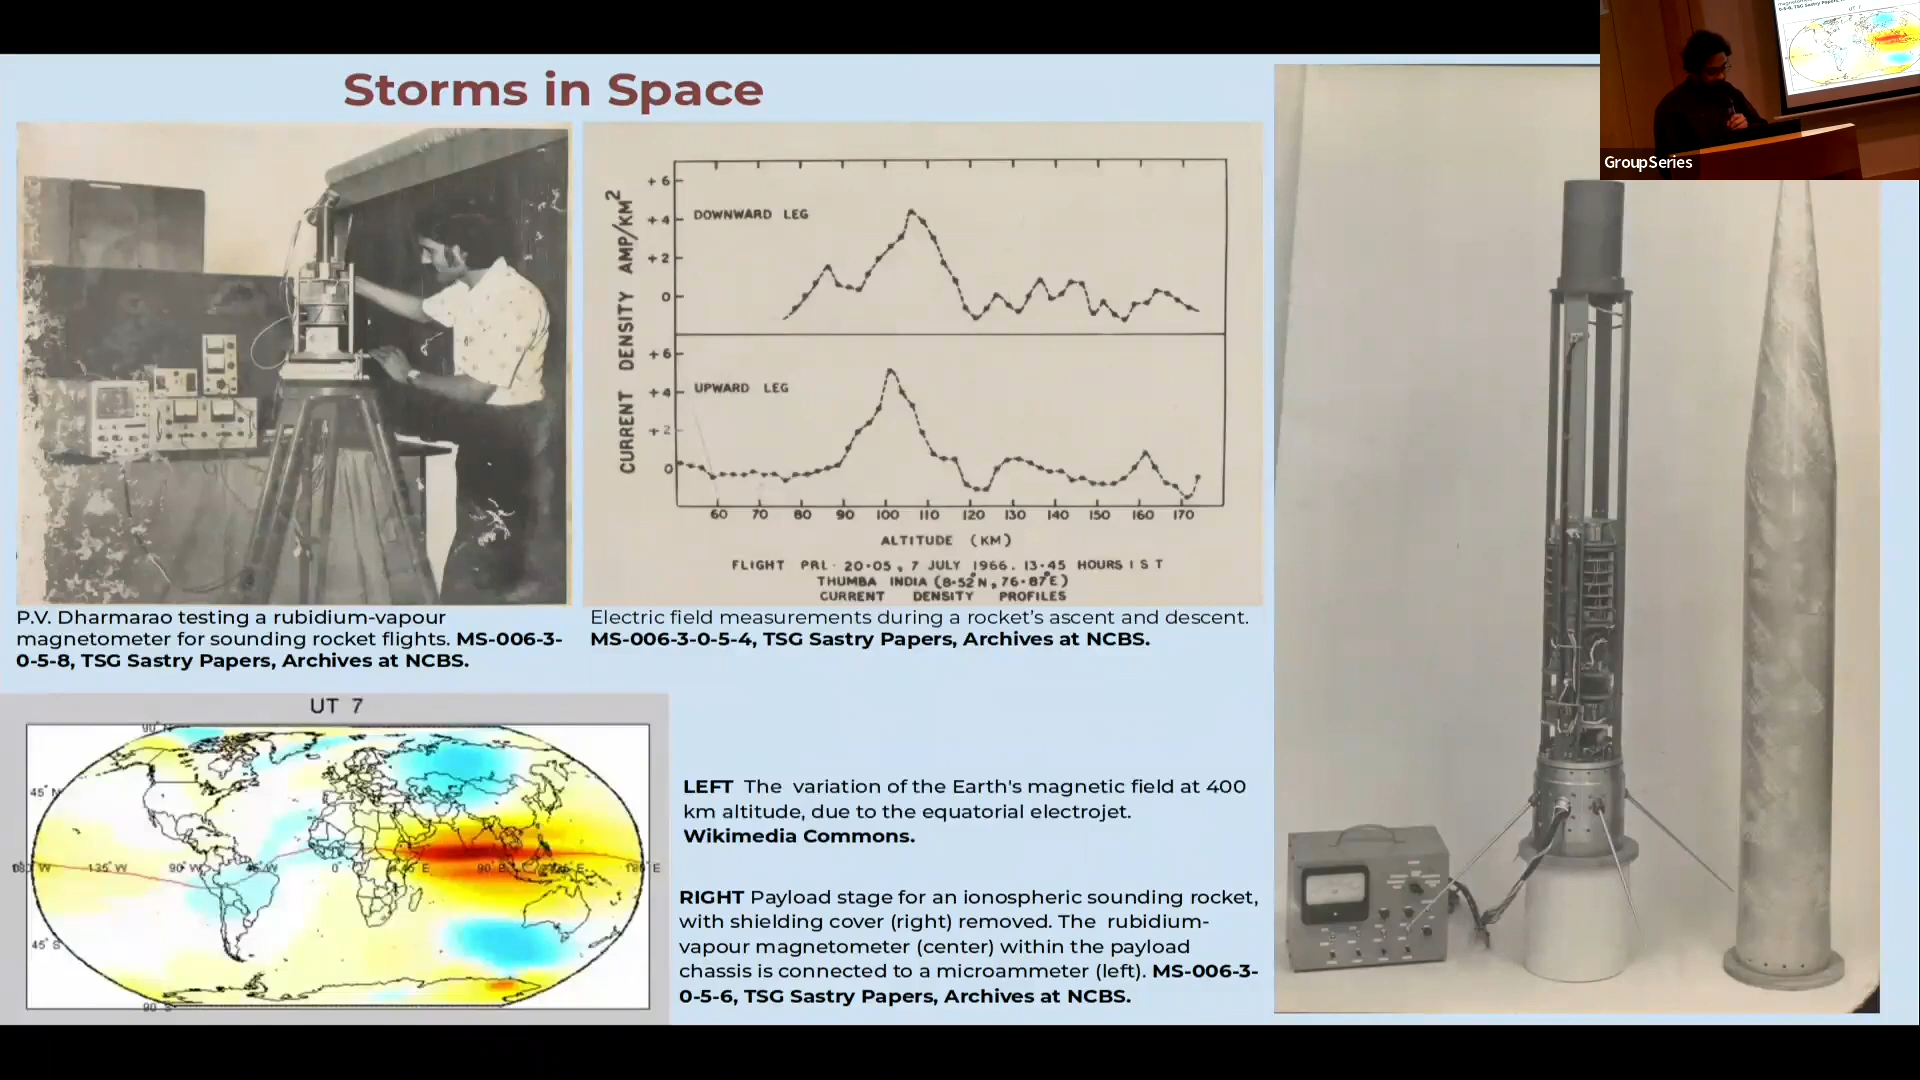 Storms in Space
GroupSeries
CURRENT DENSITY AMP/KM2
+6
+4
+2
0
DOWNWARD LEG
+6
+4
+2
0
UPWARD LEG
60 70 80 90 100 110 120 130 140 150 160 170
ALTITUDE (KM)
FLIGHT PRL· 20·05 , 7 JULY 1966. 13·45 HOURS I S T
THUMBA INDIA (8·52°N, 76·87°E)
CURRENT DENSITY PROFILES
P.V. Dharmarao testing a rubidium-vapour
magnetometer for sounding rocket flights. MS-006-3-
0-5-8, TSG Sastry Papers, Archives at NCBS.
Electric field measurements during a rocket's ascent and descent.
MS-006-3-0-5-4, TSG Sastry Papers, Archives at NCBS.
UT 7
90° N
45° N
135° W 90° W 45° W 0° 45° E 90° E 135° E 180° E
45° S
90° S
LEFT The variation of the Earth's magnetic field at 400
km altitude, due to the equatorial electrojet.
Wikimedia Commons.
RIGHT Payload stage for an ionospheric sounding rocket,
with shielding cover (right) removed. The rubidium-
vapour magnetometer (center) within the payload
chassis is connected to a microammeter (left). MS-006-3-
0-5-6, TSG Sastry Papers, Archives at NCBS.